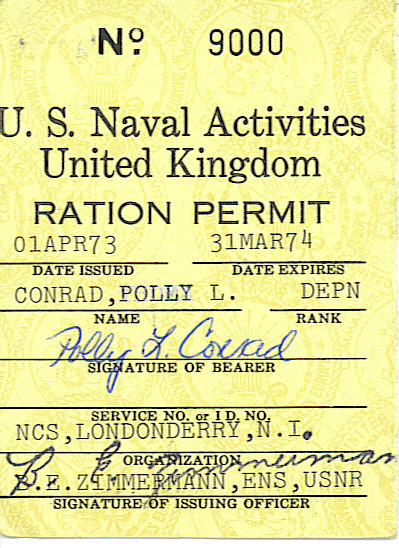 No. 9000
U. S. Naval Activities
United Kingdom
RATION PERMIT
01APR73 31MAR74
DATE ISSUED DATE EXPIRES
CONRAD,POLLY L. DEPN
NAME RANK
Polly L. Conrad
SIGNATURE OF BEARER
SERVICE NO. or I D. NO.
NCS,LONDONDERRY,N.I.
ORGANIZATION
B. E. Zimmermann
B.E.ZIMMERMANN,ENS,USNR
SIGNATURE OF ISSUING OFFICER